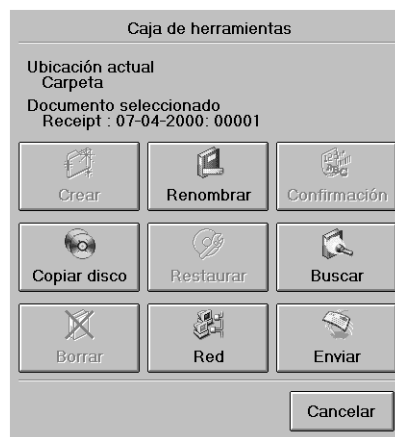 Caja de herramientas
Ubicación actual
Carpeta
Documento seleccionado
Receipt : 07-04-2000: 00001
Crear
Renombrar
Confirmación
Copiar disco
Restaurar
Buscar
Borrar
Red
Enviar
Cancelar